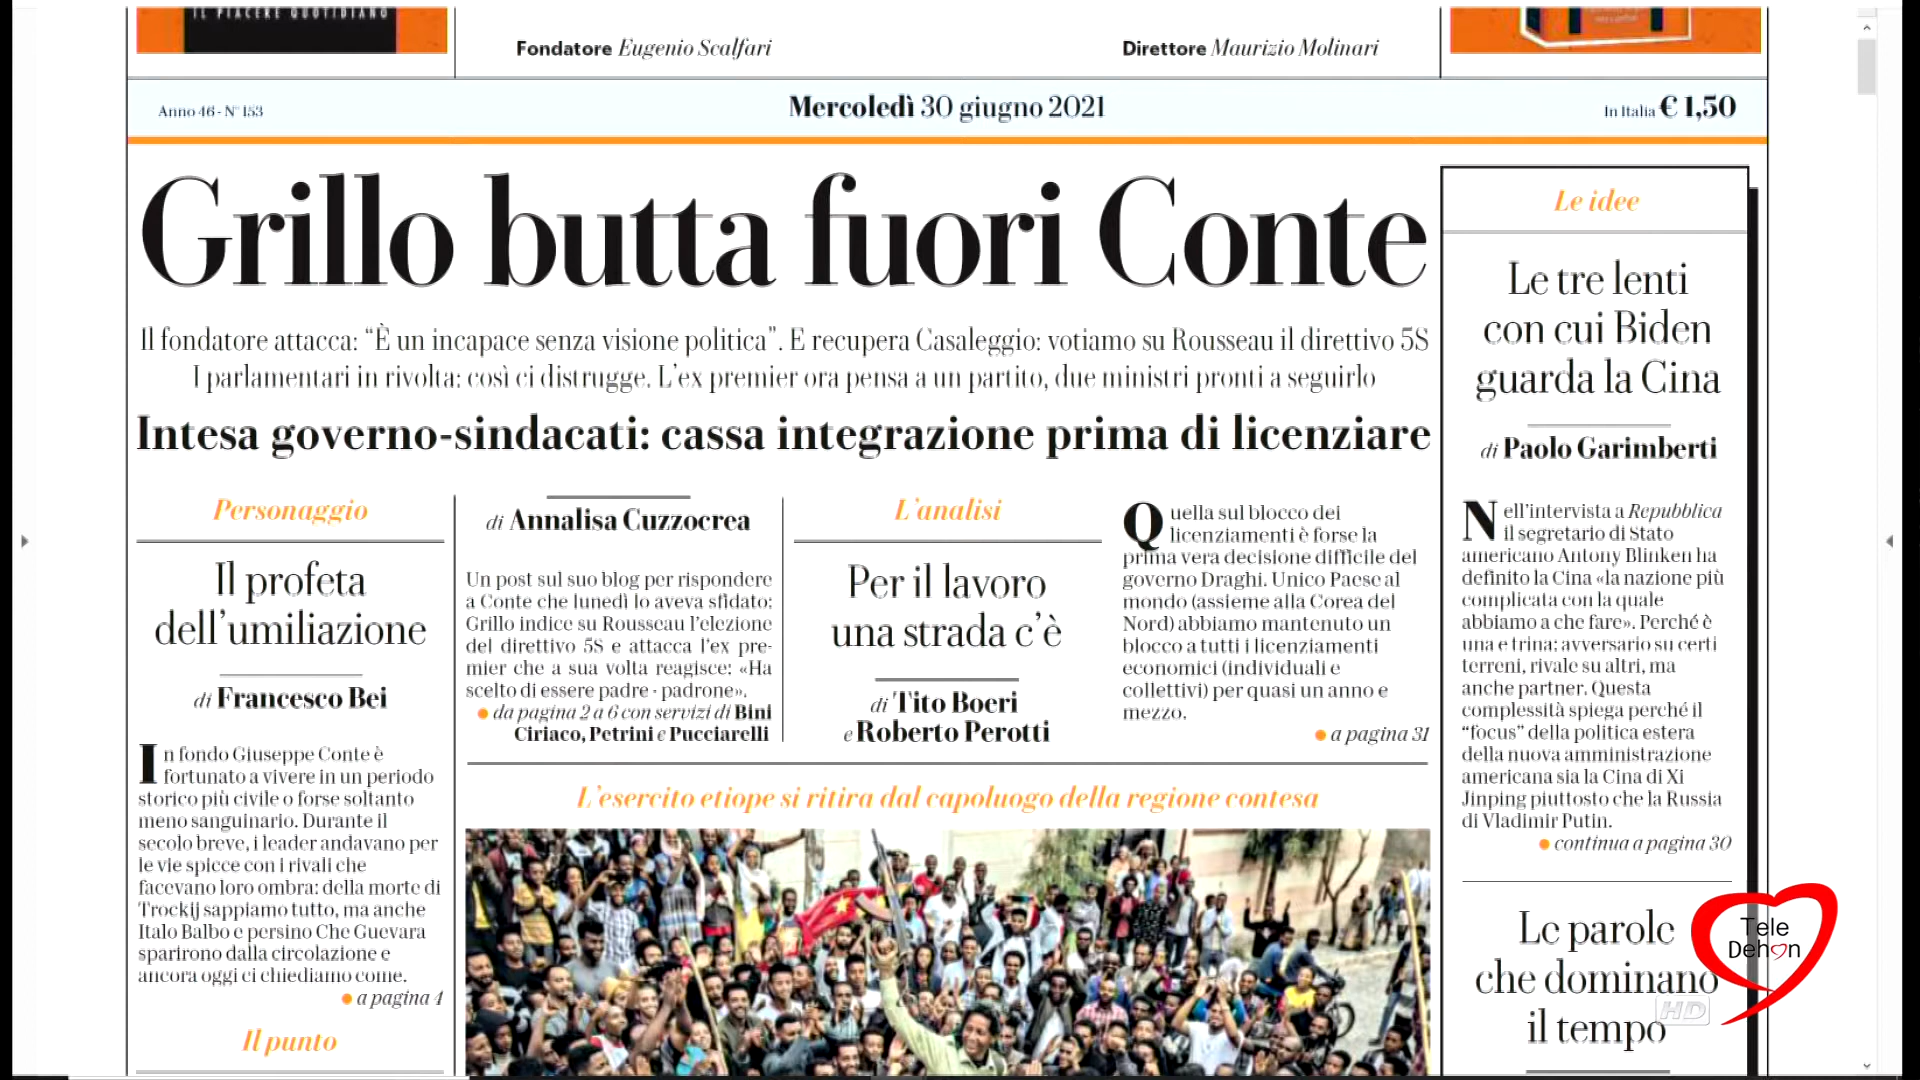 IL PIACERE QUOTIDIANO
Fondatore Eugenio Scalfari
Direttore Maurizio Molinari
Anno 46 - N° 153
Mercoledì 30 giugno 2021
In Italia € 1,50
Grillo butta fuori Conte
Il fondatore attacca: “È un incapace senza visione politica”. E recupera Casaleggio: votiamo su Rousseau il direttivo 5S
I parlamentari in rivolta: così ci distrugge. L’ex premier ora pensa a un partito, due ministri pronti a seguirlo
Intesa governo-sindacati: cassa integrazione prima di licenziare
Personaggio
Il profeta
dell’umiliazione
di Francesco Bei
In fondo Giuseppe Conte è
fortunato a vivere in un periodo
storico più civile o forse soltanto
meno sanguinario. Durante il
secolo breve, i leader andavano per
le vie spicce con i rivali che
facevano loro ombra: della morte di
Trockij sappiamo tutto, ma anche
Italo Balbo e persino Che Guevara
sparirono dalla circolazione e
ancora oggi ci chiediamo come.
a pagina 4
Il punto
di Annalisa Cuzzocrea
Un post sul suo blog per rispondere
a Conte che lunedì lo aveva sfidato:
Grillo indice su Rousseau l’elezione
del direttivo 5S e attacca l’ex pre-
mier che a sua volta reagisce: «Ha
scelto di essere padre - padrone».
da pagina 2 a 6 con servizi di Bini
Ciriaco, Petrini e Pucciarelli
L’analisi
Per il lavoro
una strada c’è
di Tito Boeri
e Roberto Perotti
Quella sul blocco dei
licenziamenti è forse la
prima vera decisione difficile del
governo Draghi. Unico Paese al
mondo (assieme alla Corea del
Nord) abbiamo mantenuto un
blocco a tutti i licenziamenti
economici (individuali e
collettivi) per quasi un anno e
mezzo.
a pagina 31
L’esercito etiope si ritira dal capoluogo della regione contesa
Le idee
Le tre lenti
con cui Biden
guarda la Cina
di Paolo Garimberti
Nell’intervista a Repubblica
il segretario di Stato
americano Antony Blinken ha
definito la Cina «la nazione più
complicata con la quale
abbiamo a che fare». Perché è
una e trina: avversario su certi
terreni, rivale su altri, ma
anche partner. Questa
complessità spiega perché il
“focus” della politica estera
della nuova amministrazione
americana sia la Cina di Xi
Jinping piuttosto che la Russia
di Vladimir Putin.
continua a pagina 30
Le parole
che dominano
il tempo
Tele
Dehon
HD